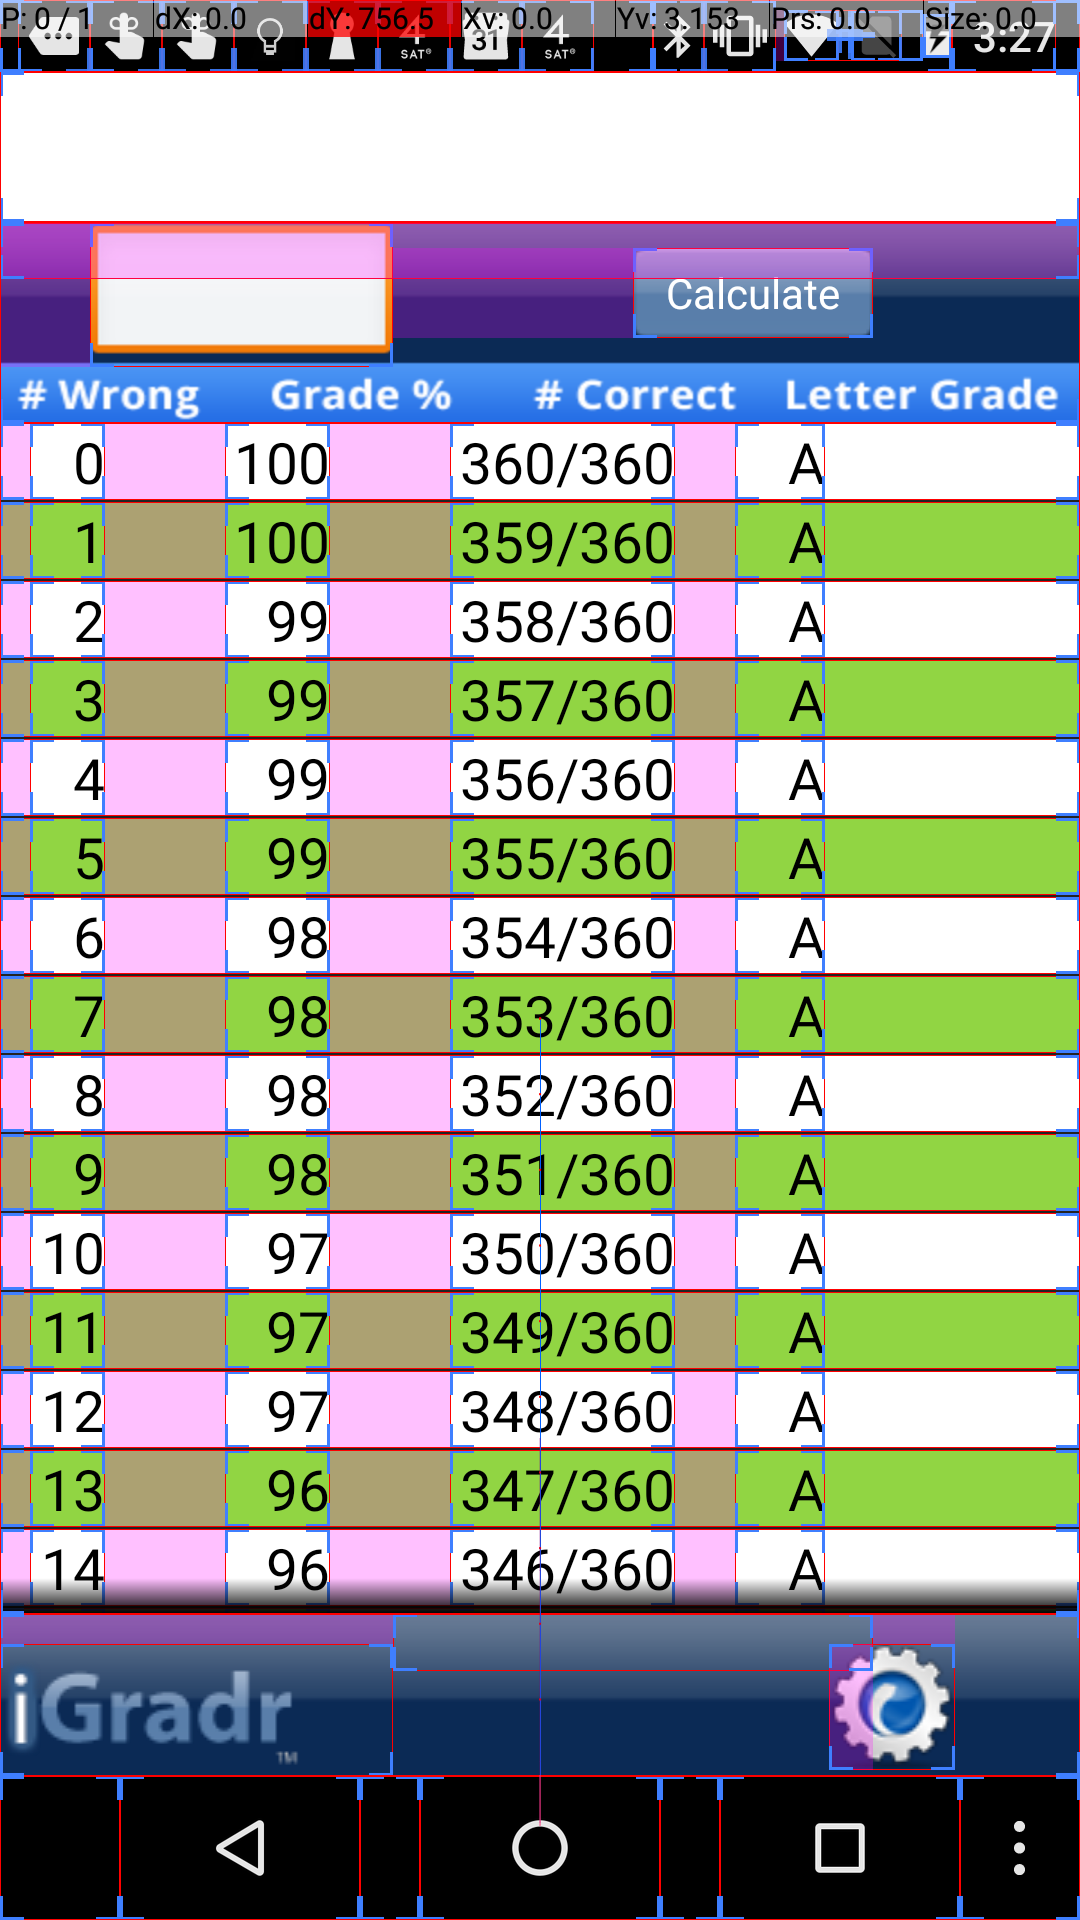 P: 0 / 1 dX: 0.0 dY: 756.5 Xv: 0.0 Yv: 3.153 Prs: 0.0 Size: 0.0
4 SAT® 31 4 SAT® 3:27
Calculate
# Wrong Grade % # Correct Letter Grade
0 100 360/360 A
1 100 359/360 A
2 99 358/360 A
3 99 357/360 A
4 99 356/360 A
5 99 355/360 A
6 98 354/360 A
7 98 353/360 A
8 98 352/360 A
9 98 351/360 A
10 97 350/360 A
11 97 349/360 A
12 97 348/360 A
13 96 347/360 A
14 96 346/360 A
iGradr™